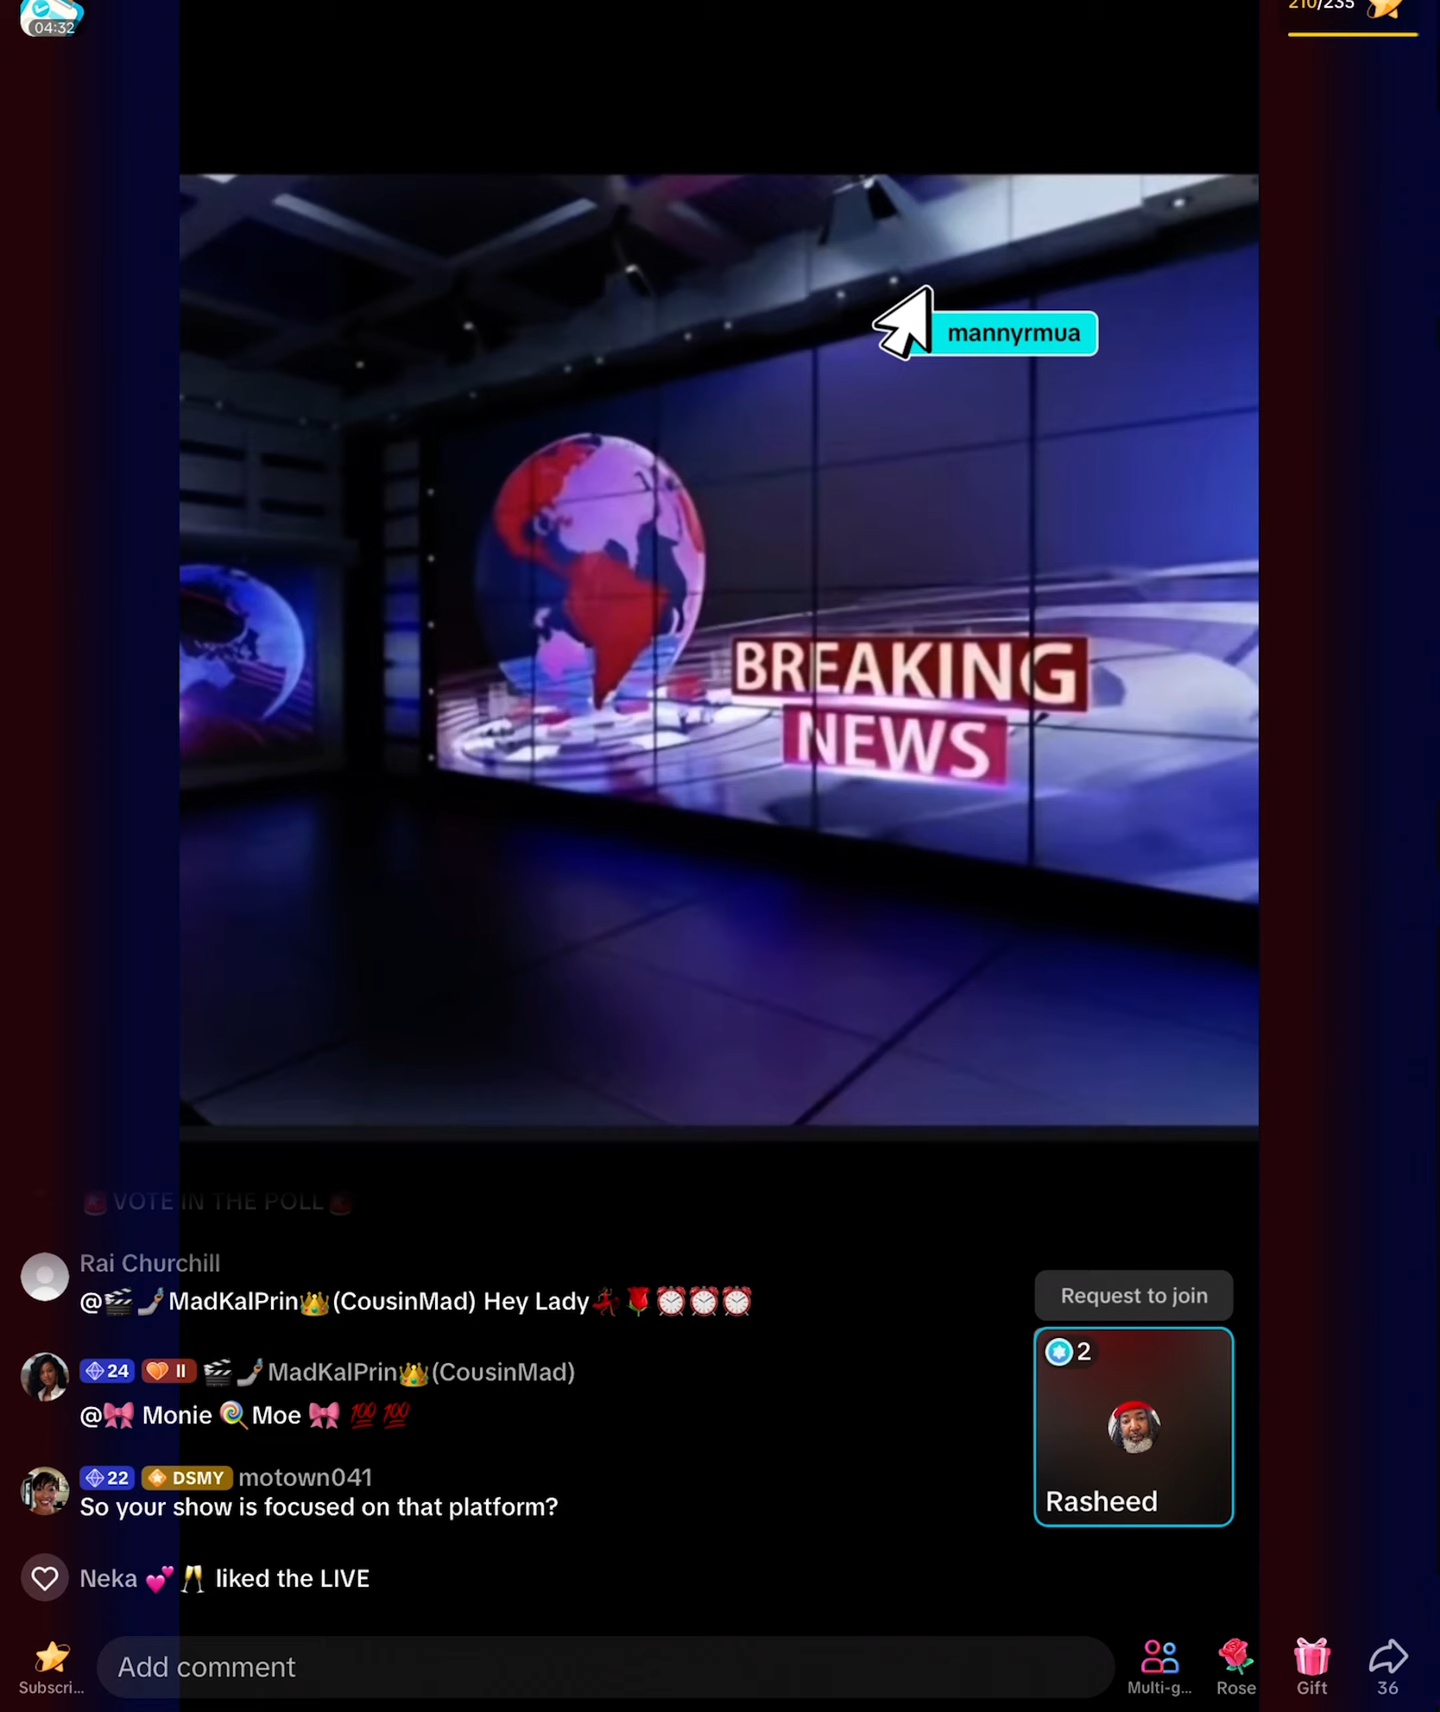 04:32
210/235
mannyrmua
BREAKING
NEWS
🚨 VOTE IN THE POLL 🚨
Rai Churchill
@🎬🤳MadKalPrin👑(CousinMad) Hey Lady💃🌹⏰⏰⏰
24 II 🎬🤳MadKalPrin👑(CousinMad)
@🎀 Monie 🍭Moe 🎀 💯💯
22 DSMY motown041
So your show is focused on that platform?
Neka 💕🥂 liked the LIVE
Request to join
2
Rasheed
Add comment
Subscri...
Multi-g...
Rose
Gift
36